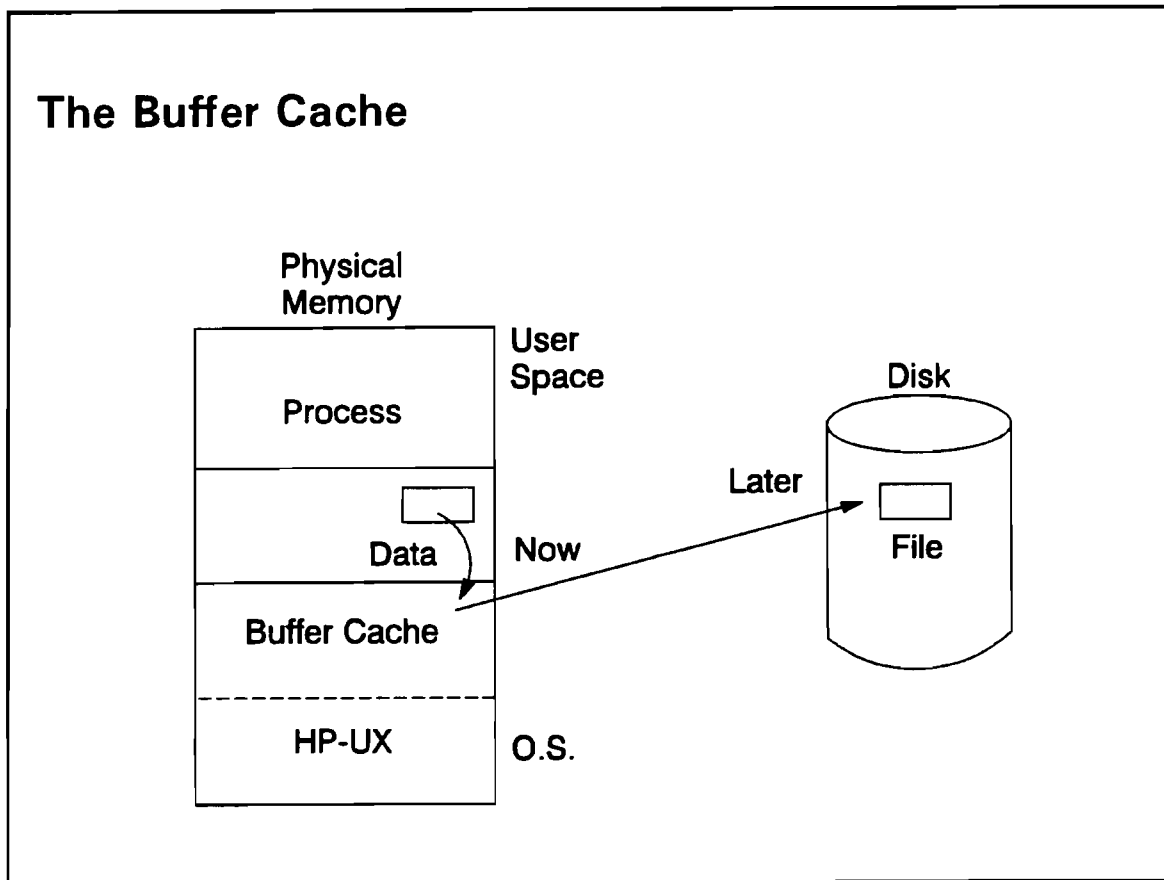 The Buffer Cache
Physical
Memory
User
Space
Process
Disk
Later
Data
Now
File
Buffer Cache
HP-UX
O.S.